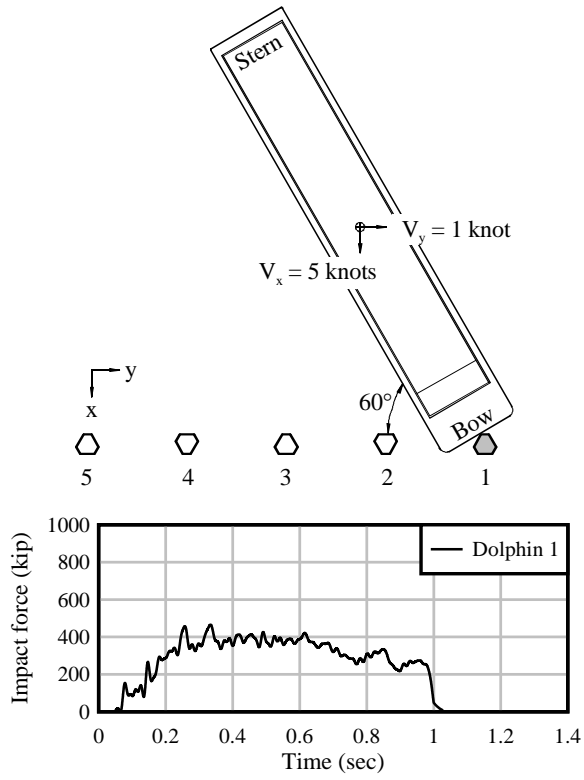 Stern
V_y = 1 knot
V_x = 5 knots
y
x
60°
Bow
5 4 3 2 1
1000
800
600
400
200
0
Impact force (kip)
Dolphin 1
0 0.2 0.4 0.6 0.8 1 1.2 1.4
Time (sec)